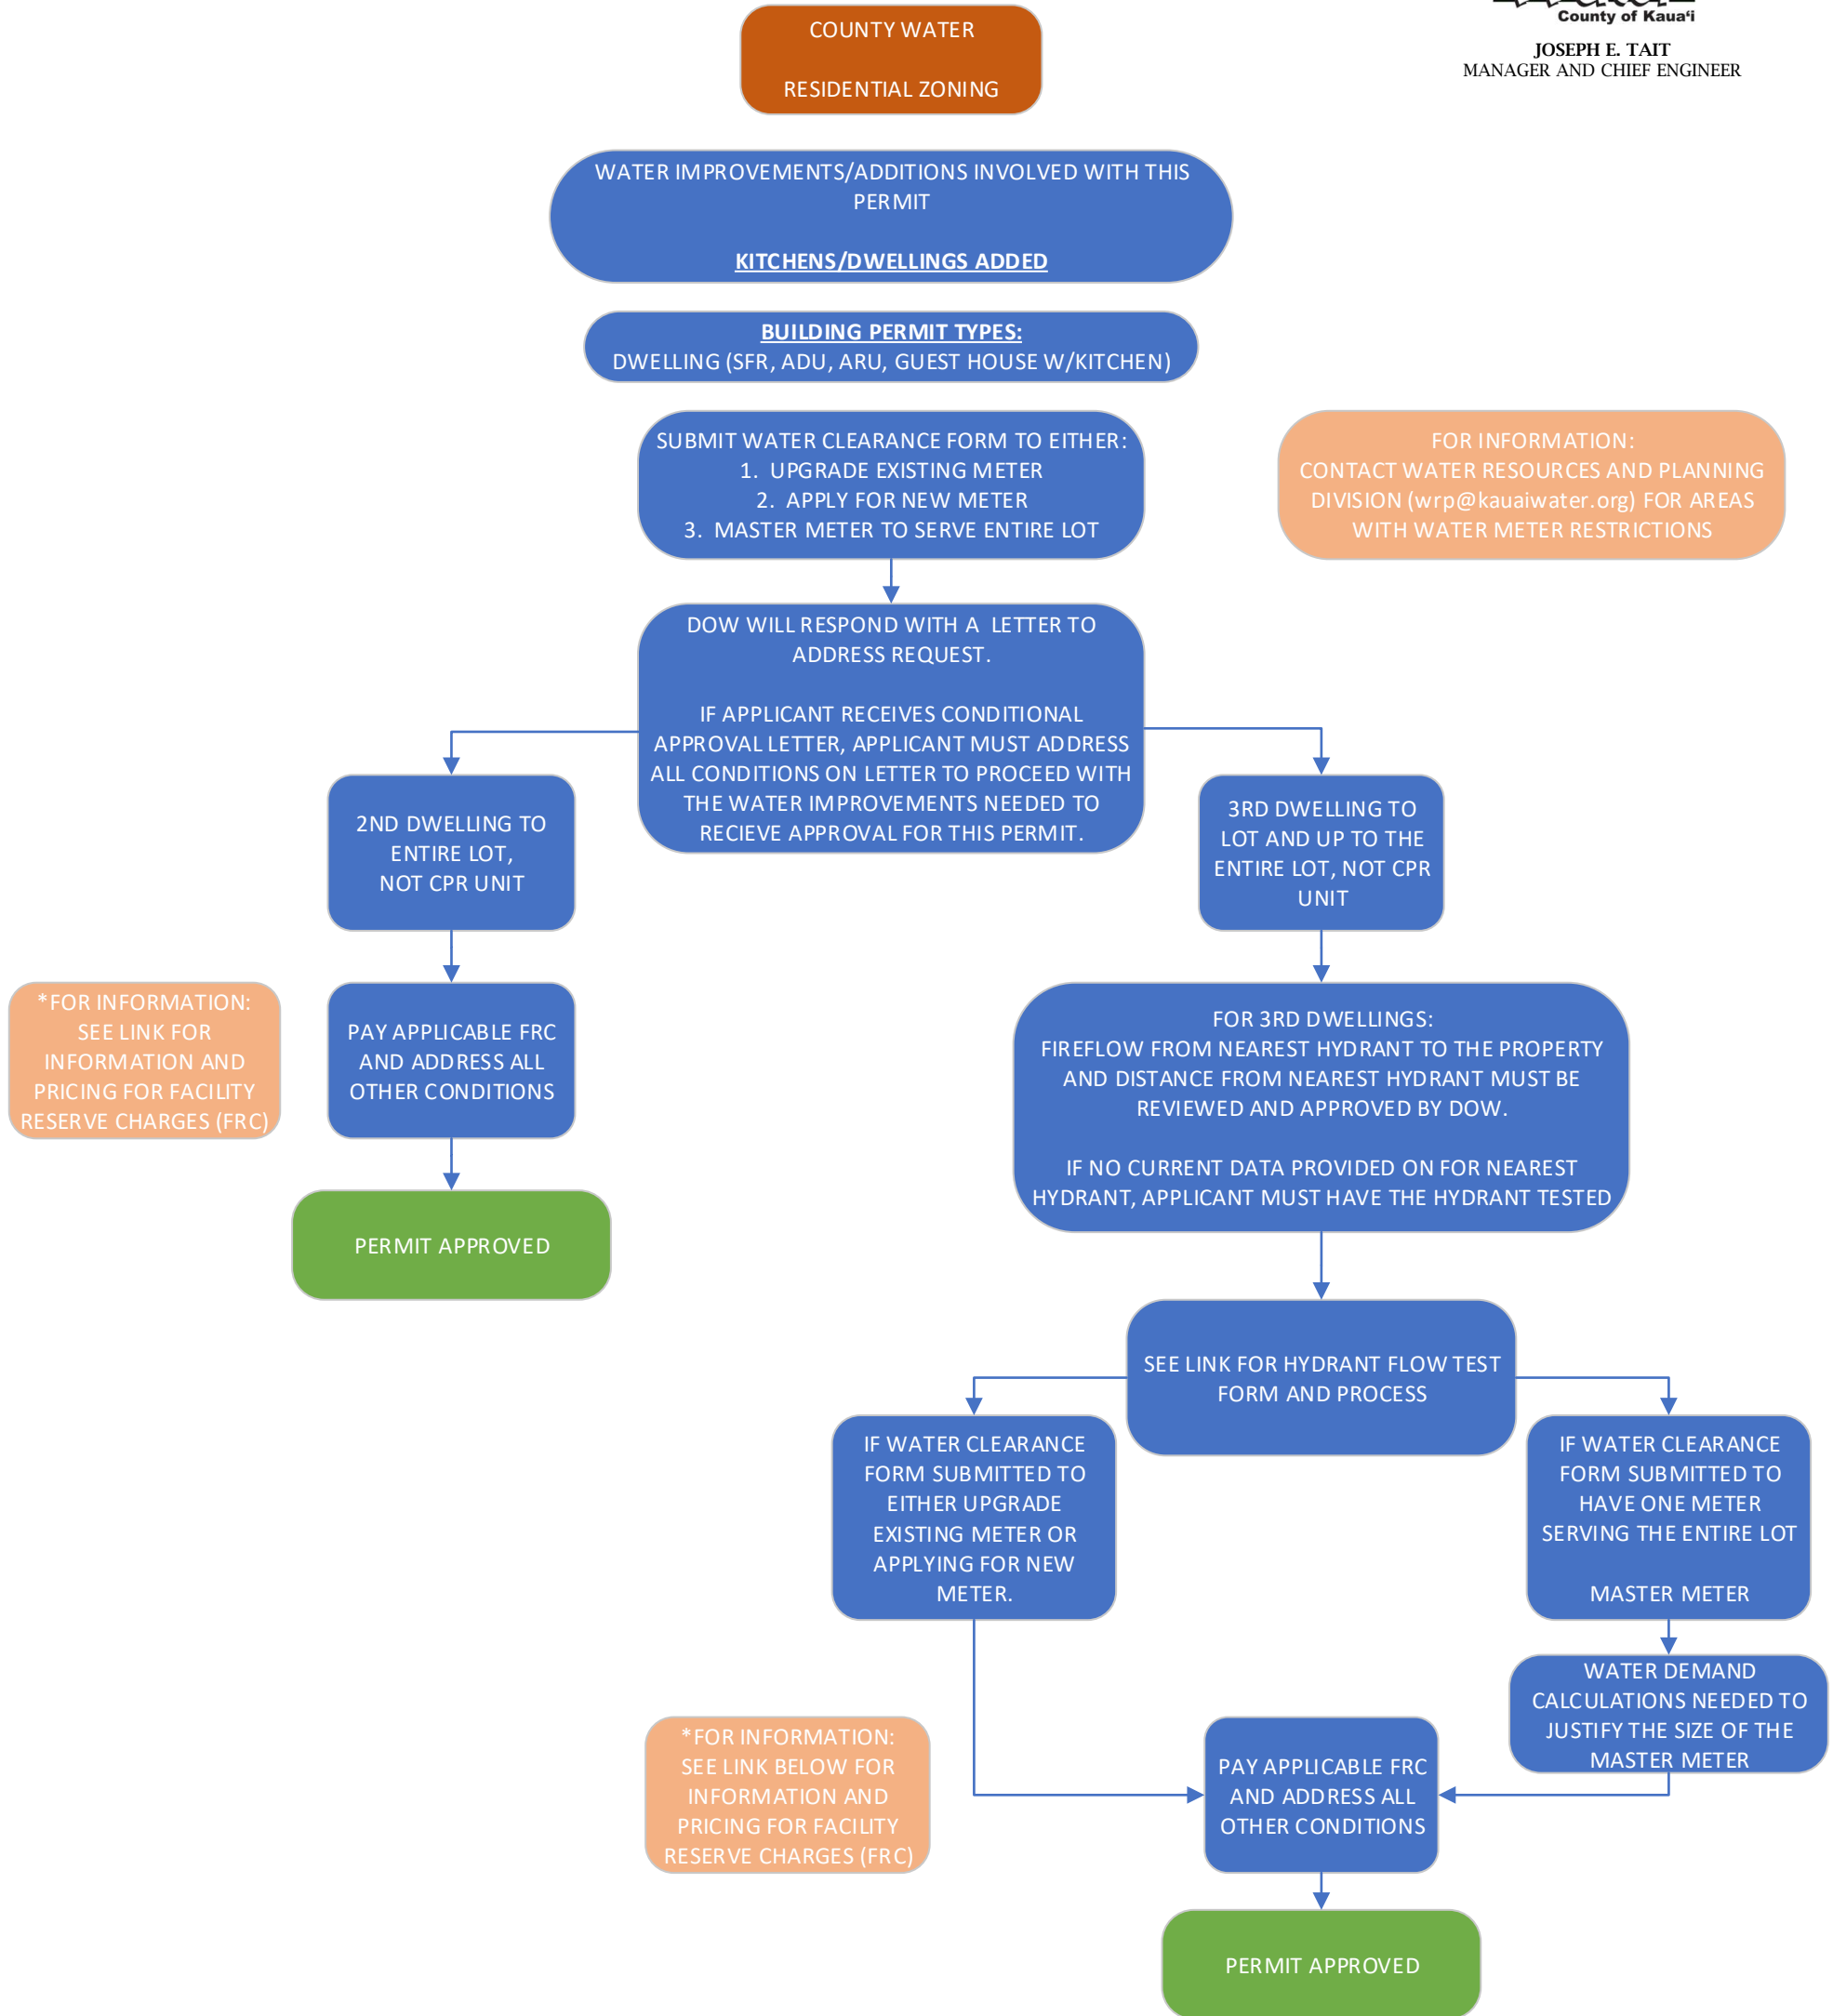 County of Kaua‘i
JOSEPH E. TAIT
MANAGER AND CHIEF ENGINEER
COUNTY WATER
RESIDENTIAL ZONING
WATER IMPROVEMENTS/ADDITIONS INVOLVED WITH THIS
PERMIT
KITCHENS/DWELLINGS ADDED
BUILDING PERMIT TYPES:
DWELLING (SFR, ADU, ARU, GUEST HOUSE W/KITCHEN)
SUBMIT WATER CLEARANCE FORM TO EITHER:
1. UPGRADE EXISTING METER
2. APPLY FOR NEW METER
3. MASTER METER TO SERVE ENTIRE LOT
FOR INFORMATION:
CONTACT WATER RESOURCES AND PLANNING
DIVISION (wrp@kauaiwater.org) FOR AREAS
WITH WATER METER RESTRICTIONS
DOW WILL RESPOND WITH A LETTER TO
ADDRESS REQUEST.
IF APPLICANT RECEIVES CONDITIONAL
APPROVAL LETTER, APPLICANT MUST ADDRESS
ALL CONDITIONS ON LETTER TO PROCEED WITH
THE WATER IMPROVEMENTS NEEDED TO
RECIEVE APPROVAL FOR THIS PERMIT.
2ND DWELLING TO
ENTIRE LOT,
NOT CPR UNIT
3RD DWELLING TO
LOT AND UP TO THE
ENTIRE LOT, NOT CPR
UNIT
*FOR INFORMATION:
SEE LINK FOR
INFORMATION AND
PRICING FOR FACILITY
RESERVE CHARGES (FRC)
PAY APPLICABLE FRC
AND ADDRESS ALL
OTHER CONDITIONS
FOR 3RD DWELLINGS:
FIREFLOW FROM NEAREST HYDRANT TO THE PROPERTY
AND DISTANCE FROM NEAREST HYDRANT MUST BE
REVIEWED AND APPROVED BY DOW.
IF NO CURRENT DATA PROVIDED ON FOR NEAREST
HYDRANT, APPLICANT MUST HAVE THE HYDRANT TESTED
PERMIT APPROVED
SEE LINK FOR HYDRANT FLOW TEST
FORM AND PROCESS
IF WATER CLEARANCE
FORM SUBMITTED TO
EITHER UPGRADE
EXISTING METER OR
APPLYING FOR NEW
METER.
IF WATER CLEARANCE
FORM SUBMITTED TO
HAVE ONE METER
SERVING THE ENTIRE LOT
MASTER METER
WATER DEMAND
CALCULATIONS NEEDED TO
JUSTIFY THE SIZE OF THE
MASTER METER
*FOR INFORMATION:
SEE LINK BELOW FOR
INFORMATION AND
PRICING FOR FACILITY
RESERVE CHARGES (FRC)
PAY APPLICABLE FRC
AND ADDRESS ALL
OTHER CONDITIONS
PERMIT APPROVED